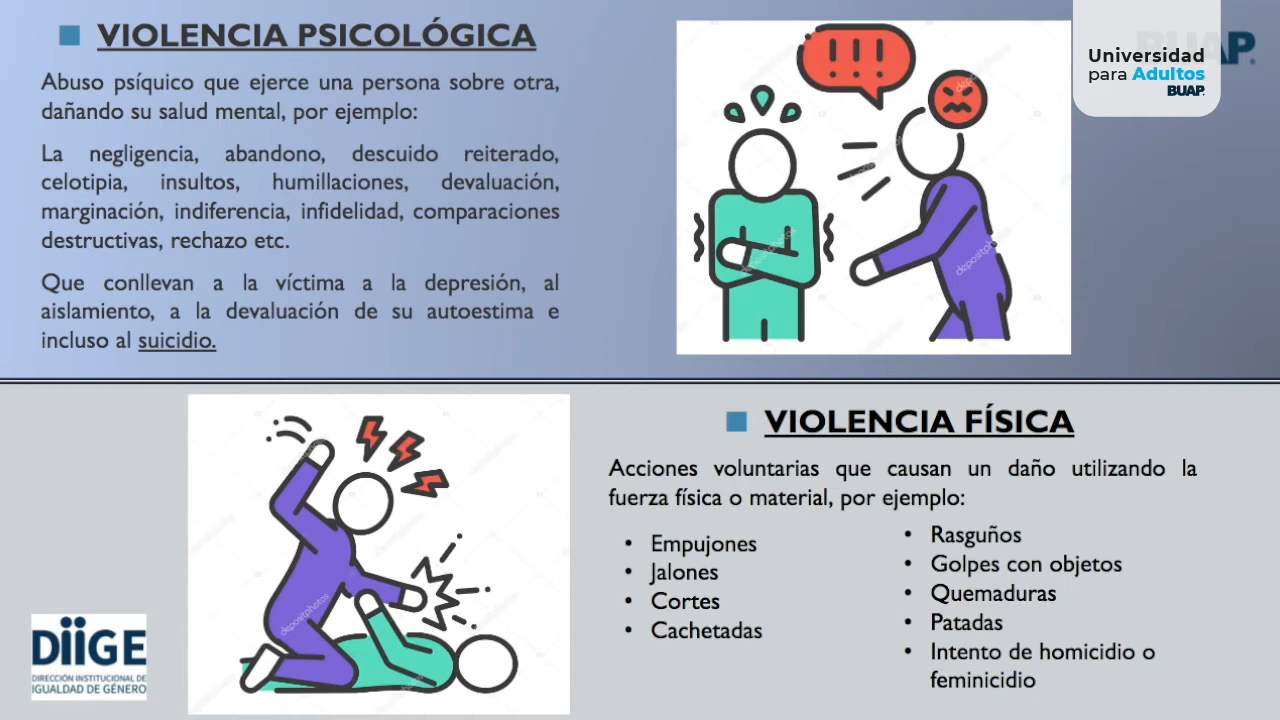 VIOLENCIA PSICOLÓGICA
Abuso psíquico que ejerce una persona sobre otra,
dañando su salud mental, por ejemplo:
La negligencia, abandono, descuido reiterado,
celotipia, insultos, humillaciones, devaluación,
marginación, indiferencia, infidelidad, comparaciones
destructivas, rechazo etc.
Que conllevan a la víctima a la depresión, al
aislamiento, a la devaluación de su autoestima e
incluso al suicidio.
!!!
BUAP
Universidad
para Adultos
BUAP
depositphotos
depositphotos
VIOLENCIA FÍSICA
Acciones voluntarias que causan un daño utilizando la
fuerza física o material, por ejemplo:
• Empujones
• Jalones
• Cortes
• Cachetadas
• Rasguños
• Golpes con objetos
• Quemaduras
• Patadas
• Intento de homicidio o
feminicidio
depositphotos
depositphotos
DiiGE
DIRECCIÓN INSTITUCIONAL DE
IGUALDAD DE GÉNERO